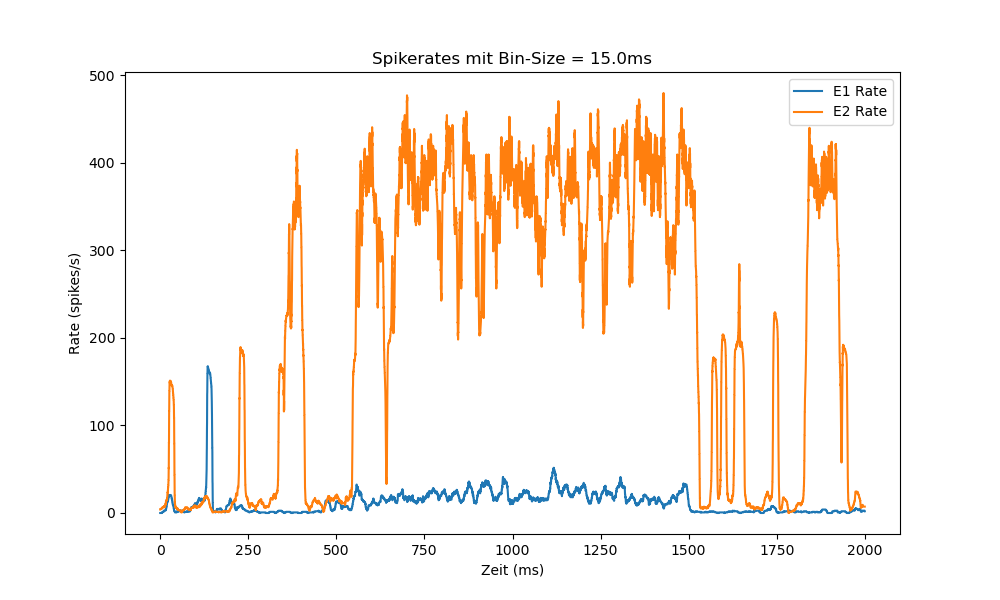 Spikerates mit Bin-Size = 15.0ms
500
400
300
200
100
0
Rate (spikes/s)
E1 Rate
E2 Rate
0 250 500 750 1000 1250 1500 1750 2000
Zeit (ms)